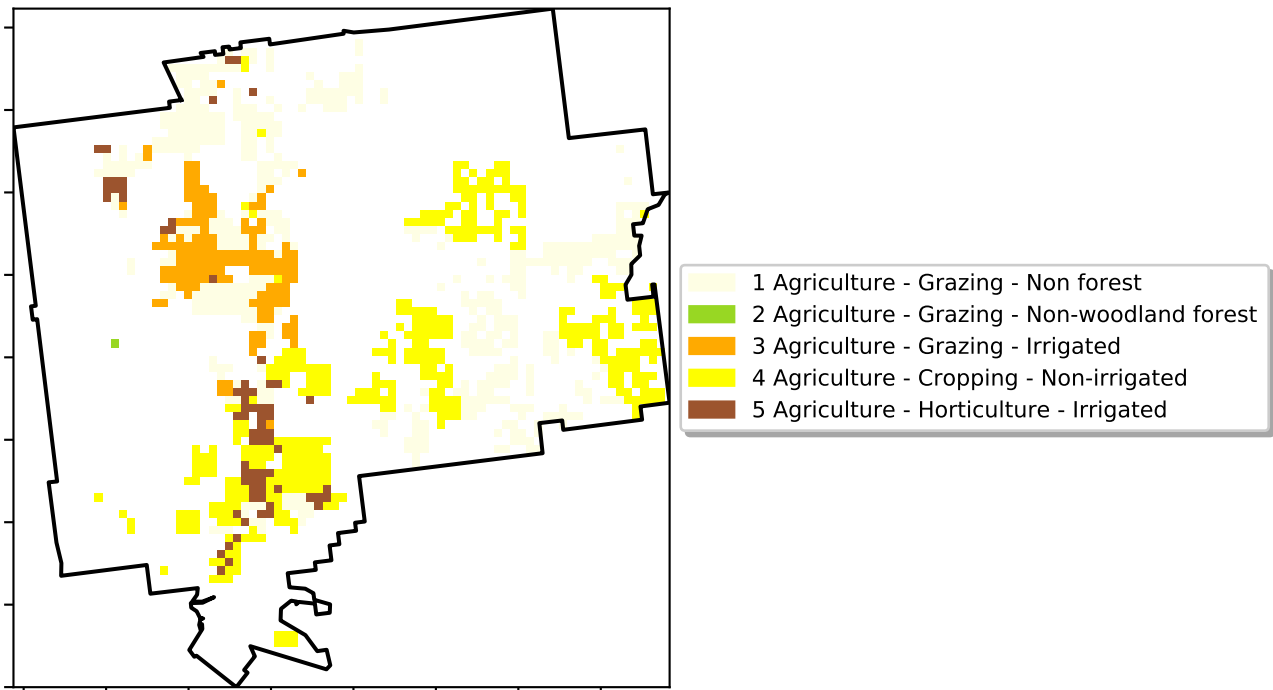 1 Agriculture - Grazing - Non forest
2 Agriculture - Grazing - Non-woodland forest
3 Agriculture - Grazing - Irrigated
4 Agriculture - Cropping - Non-irrigated
5 Agriculture - Horticulture - Irrigated